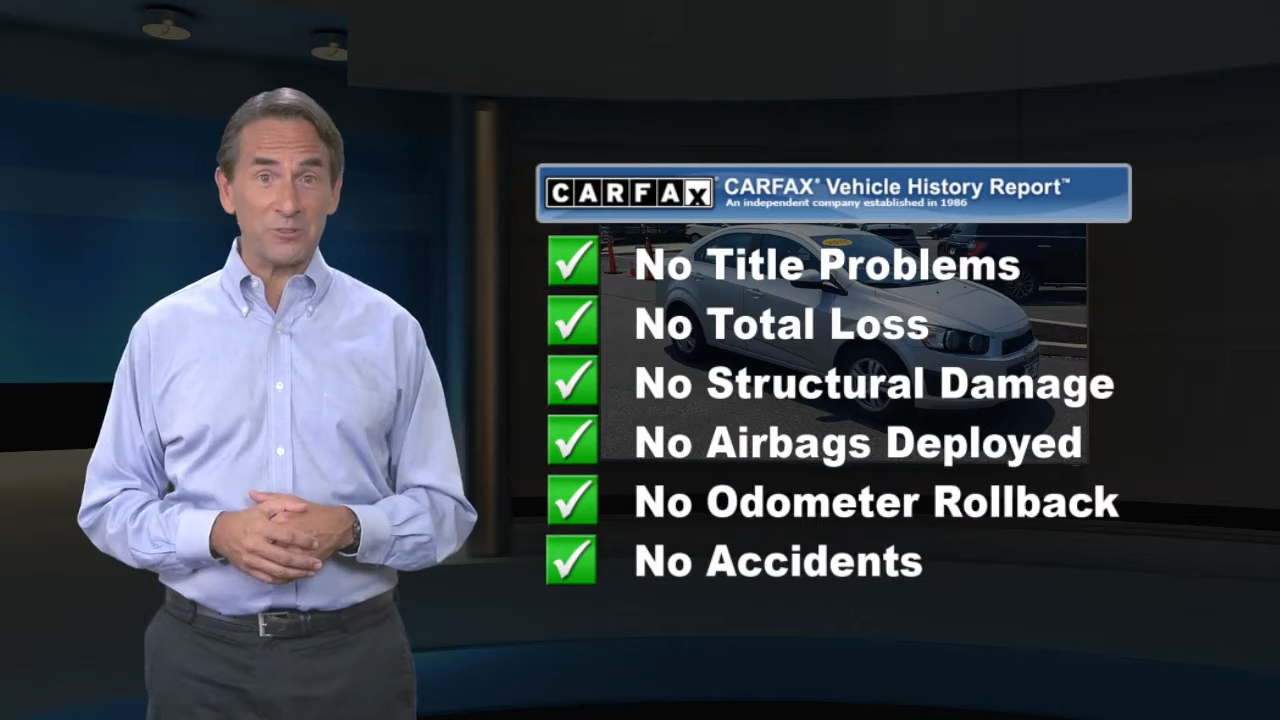 CARFAX® CARFAX® Vehicle History Report™
An independent company established in 1986
No Title Problems
No Total Loss
No Structural Damage
No Airbags Deployed
No Odometer Rollback
No Accidents